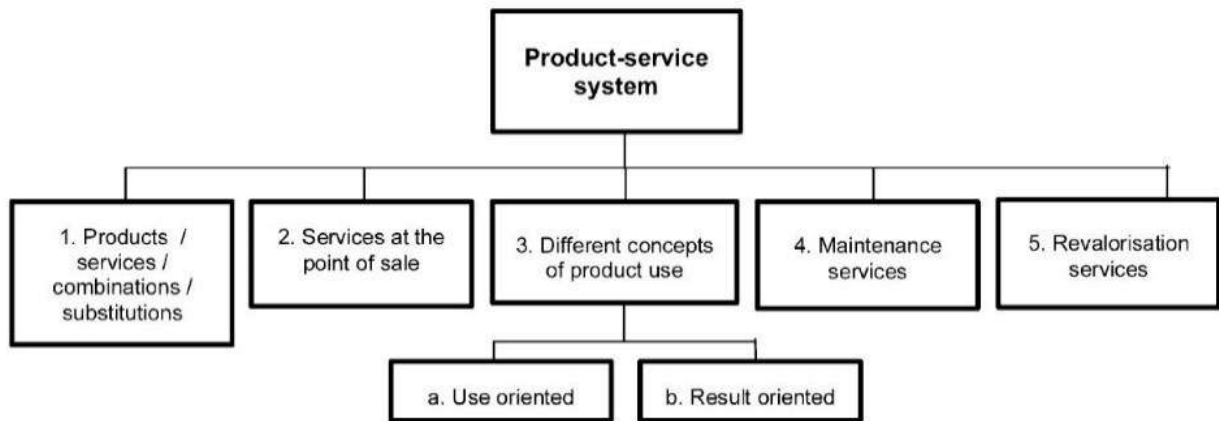 Product-service
system
1. Products /
services /
combinations /
substitutions
2. Services at the
point of sale
3. Different concepts
of product use
4. Maintenance
services
5. Revalorisation
services
a. Use oriented
b. Result oriented